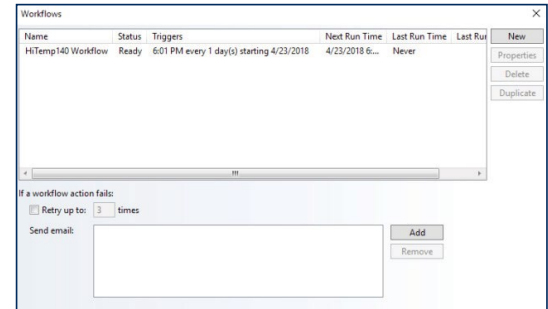 Workflows
Name Status Triggers Next Run Time Last Run Time Last Ru
New
HiTemp140 Workflow Ready 6:01 PM every 1 day(s) starting 4/23/2018 4/23/2018 6:... Never
Properties
Delete
Duplicate
If a workflow action fails:
Retry up to: 3 times
Send email:
Add
Remove